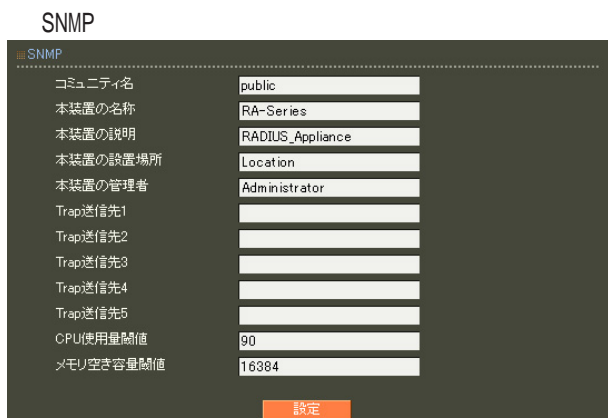 SNMP
SNMP
コミュニティ名 public
本装置の名称 RA-Series
本装置の説明 RADIUS_Appliance
本装置の設置場所 Location
本装置の管理者 Administrator
Trap送信先1
Trap送信先2
Trap送信先3
Trap送信先4
Trap送信先5
CPU使用量閾値 90
メモリ空き容量閾値 16384
設定